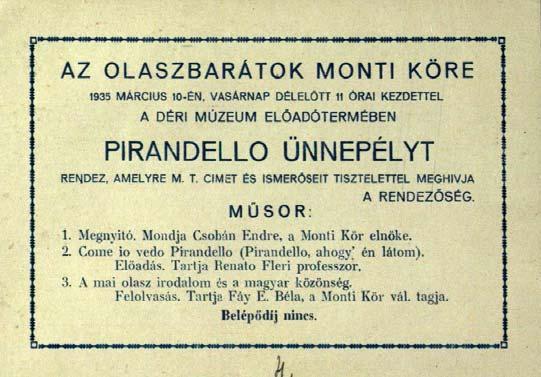 AZ OLASZBARÁTOK MONTI KÖRE
1935 MÁRCIUS 10-ÉN, VASÁRNAP DÉLELŐTT 11 ÓRAI KEZDETTEL
A DÉRI MÚZEUM ELŐADÓTERMÉBEN
PIRANDELLO ÜNNEPÉLYT
RENDEZ, AMELYRE M. T. CIMET ÉS ISMERŐSEIT TISZTELETTEL MEGHIVJA
A RENDEZŐSÉG.
MŰSOR:
1. Megnyitó. Mondja Csobán Endre, a Monti Kör elnöke.
2. Come io vedo Pirandello (Pirandello, ahogy én látom).
Előadás. Tartja Renato Fleri professzor.
3. A mai olasz irodalom és a magyar közönség.
Felolvasás. Tartja Fáy E. Béla, a Monti Kör vál. tagja.
Belépődíj nincs.